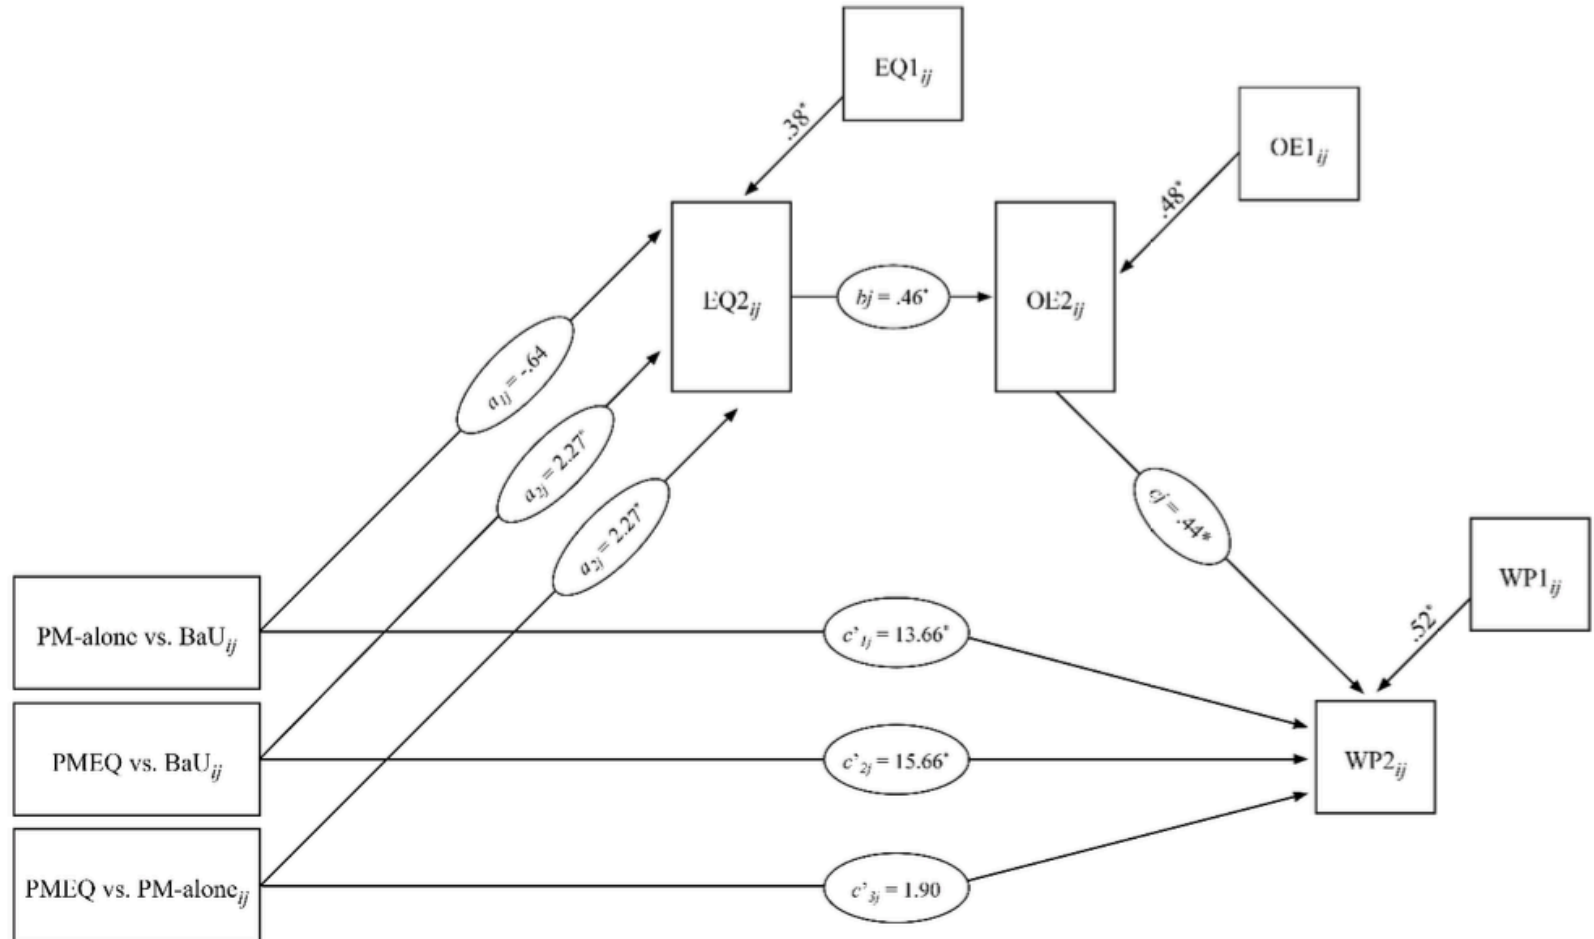 EQ1ij
.38*
OE1ij
.48*
EQ2ij
bj = .46*
OE2ij
a1j = -.64
a2j = 2.27*
a2j = 2.27*
cj = .44*
WP1ij
.52*
PM-alone vs. BaUij
c'1j = 13.66*
PMEQ vs. BaUij
c'2j = 15.66*
WP2ij
PMEQ vs. PM-aloneij
c'3j = 1.90